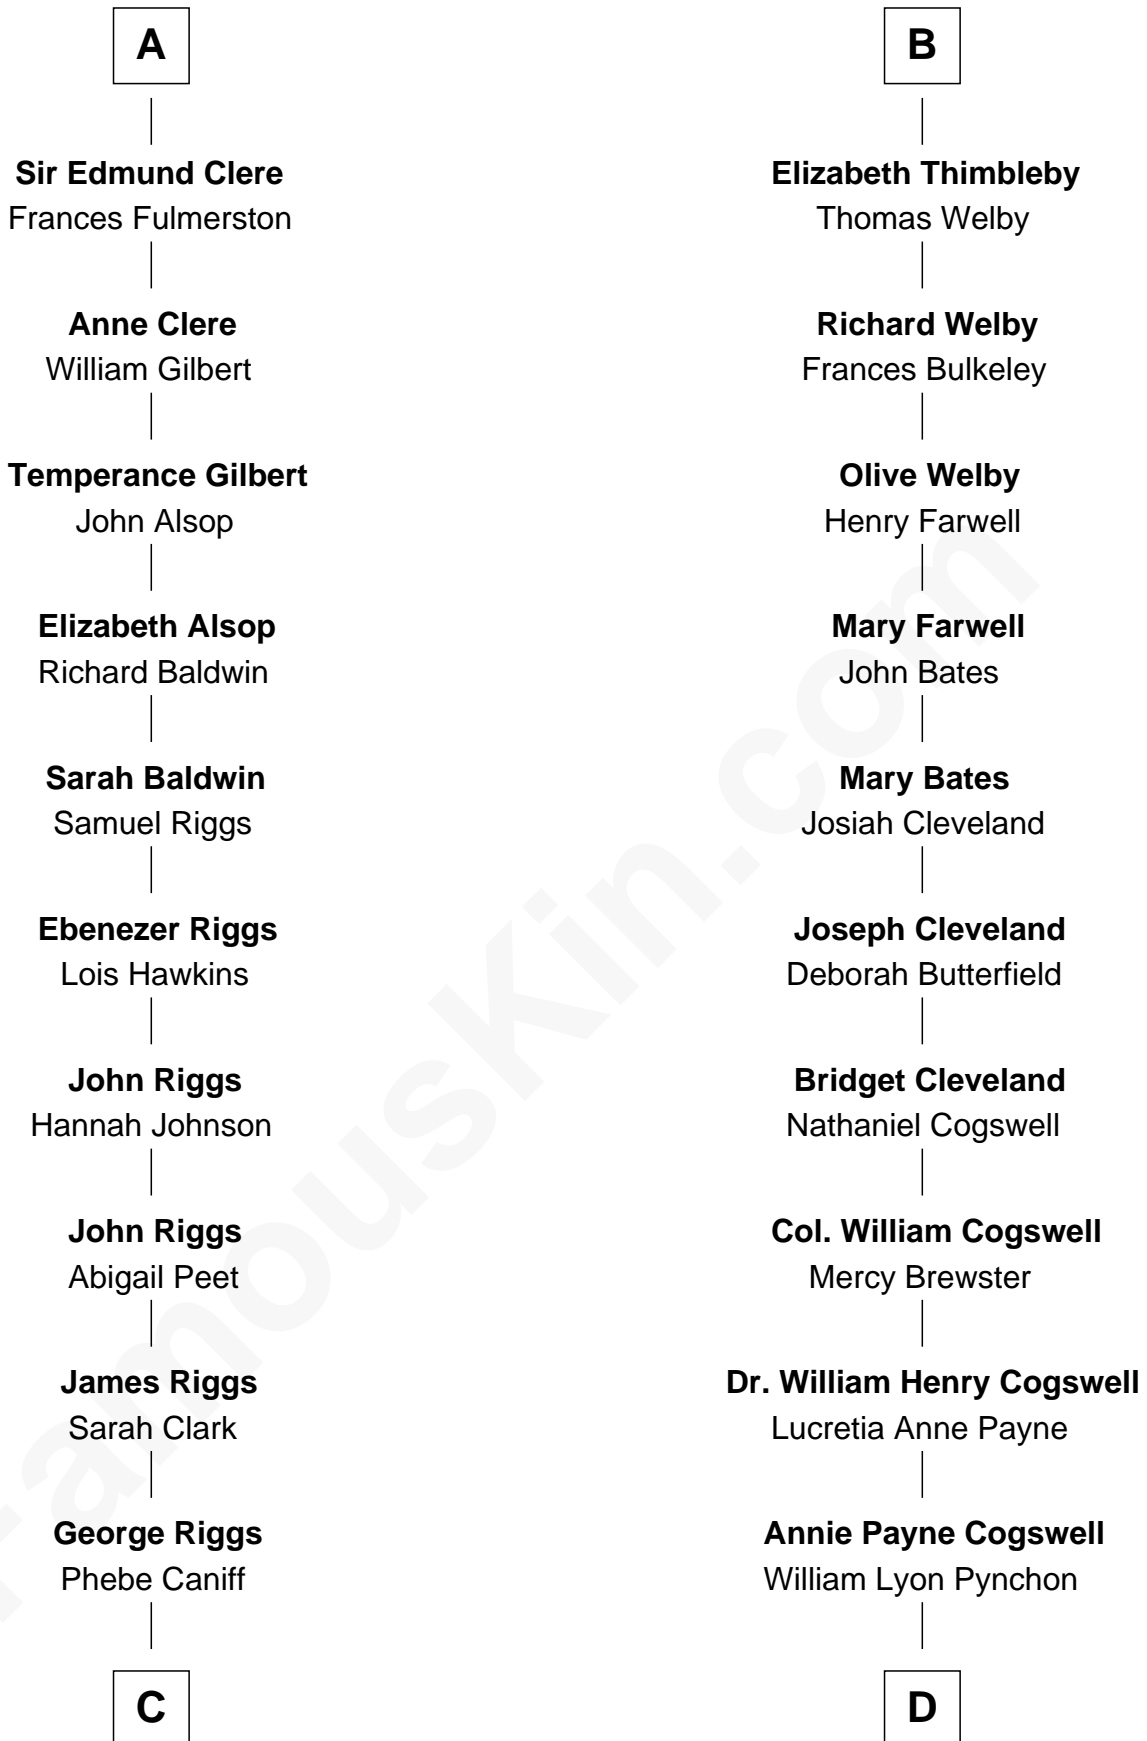 A
Sir Edmund Clere
Frances Fulmerston
Anne Clere
William Gilbert
Temperance Gilbert
John Alsop
Elizabeth Alsop
Richard Baldwin
Sarah Baldwin
Samuel Riggs
Ebenezer Riggs
Lois Hawkins
John Riggs
Hannah Johnson
John Riggs
Abigail Peet
James Riggs
Sarah Clark
George Riggs
Phebe Caniff
C
B
Elizabeth Thimbleby
Thomas Welby
Richard Welby
Frances Bulkeley
Olive Welby
Henry Farwell
Mary Farwell
John Bates
Mary Bates
Josiah Cleveland
Joseph Cleveland
Deborah Butterfield
Bridget Cleveland
Nathaniel Cogswell
Col. William Cogswell
Mercy Brewster
Dr. William Henry Cogswell
Lucretia Anne Payne
Annie Payne Cogswell
William Lyon Pynchon
D
FamousKin.com